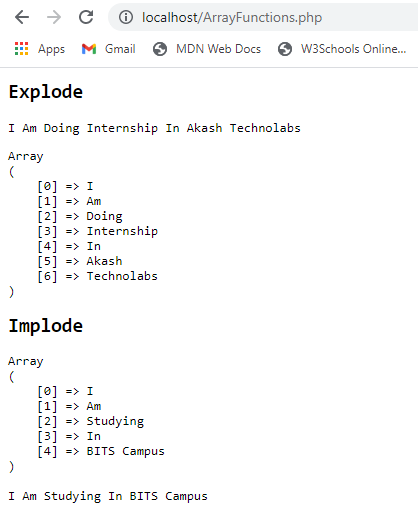 localhost/ArrayFunctions.php
Apps Gmail MDN Web Docs W3Schools Online...
Explode
I Am Doing Internship In Akash Technolabs
Array
(
    [0] => I
    [1] => Am
    [2] => Doing
    [3] => Internship
    [4] => In
    [5] => Akash
    [6] => Technolabs
)
Implode
Array
(
    [0] => I
    [1] => Am
    [2] => Studying
    [3] => In
    [4] => BITS Campus
)
I Am Studying In BITS Campus